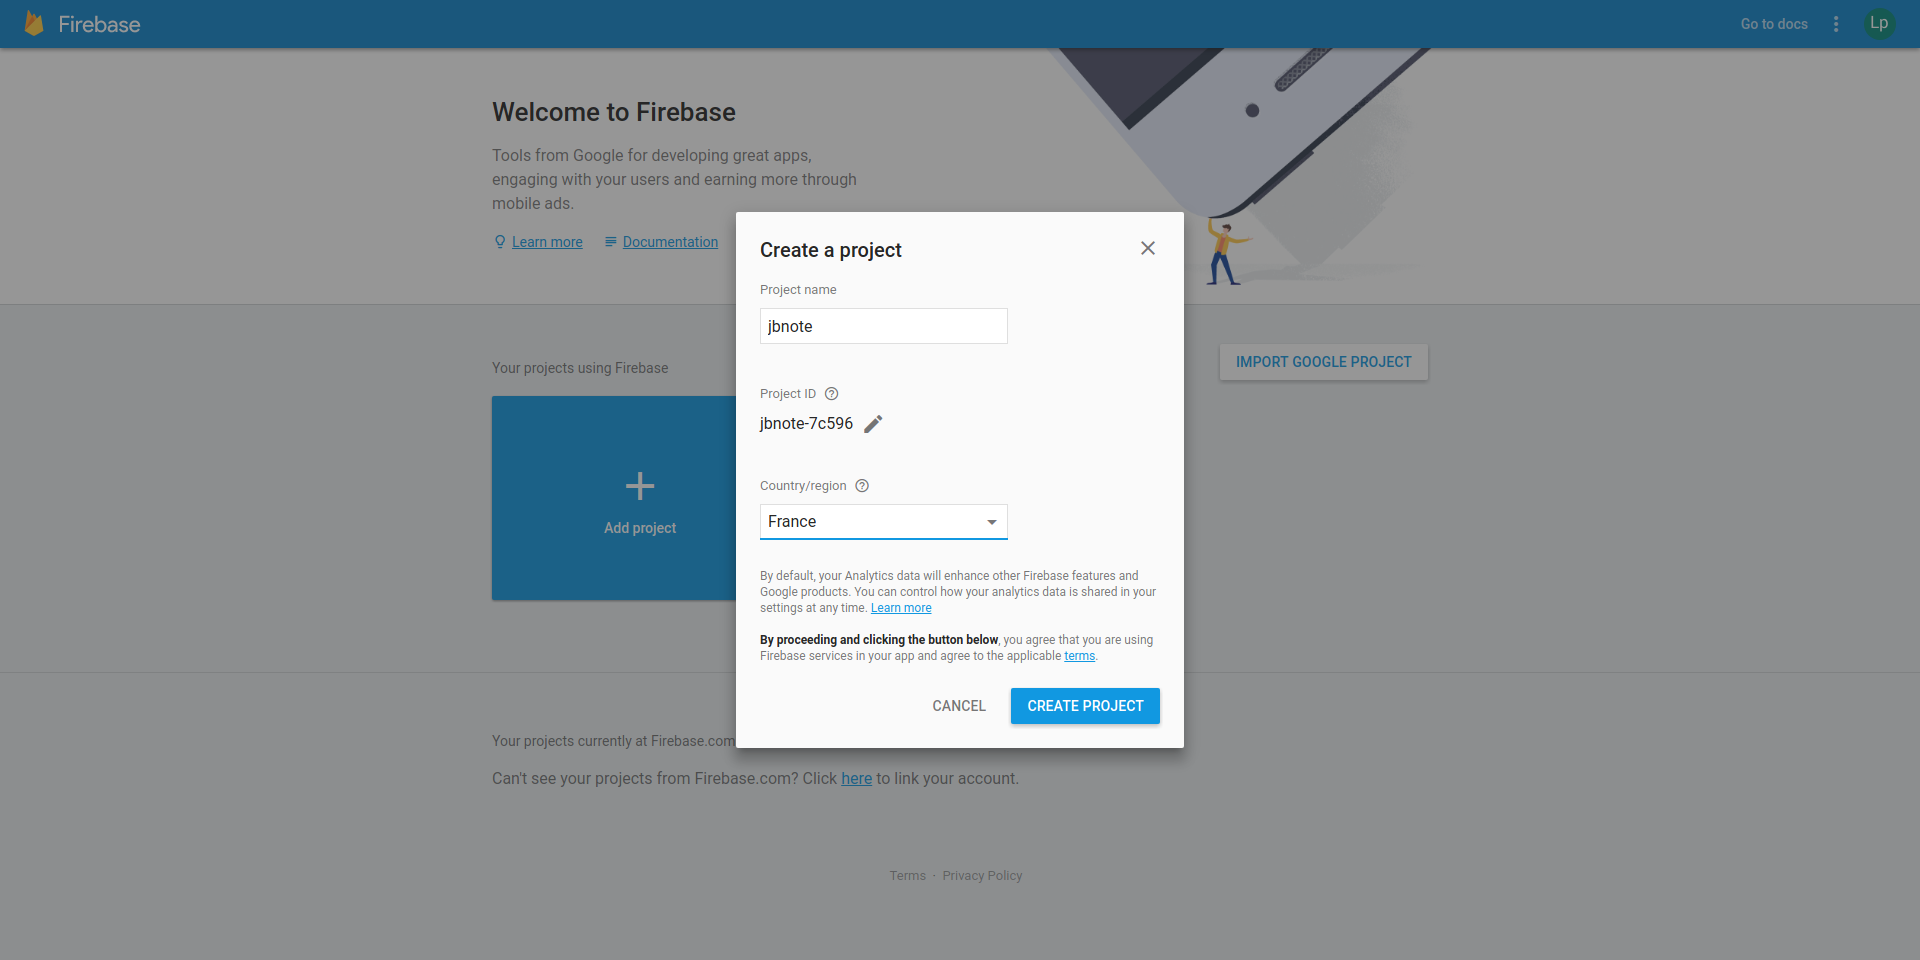 Firebase
Go to docs
Lp
Welcome to Firebase
Tools from Google for developing great apps,
engaging with your users and earning more through
mobile ads.
Learn more
Documentation
Your projects using Firebase
IMPORT GOOGLE PROJECT
Add project
Create a project
Project name
jbnote
Project ID
jbnote-7c596
Country/region
France
By default, your Analytics data will enhance other Firebase features and
Google products. You can control how your analytics data is shared in your
settings at any time. Learn more
By proceeding and clicking the button below, you agree that you are using
Firebase services in your app and agree to the applicable terms.
CANCEL
CREATE PROJECT
Your projects currently at Firebase.com
Can't see your projects from Firebase.com? Click here to link your account.
Terms · Privacy Policy